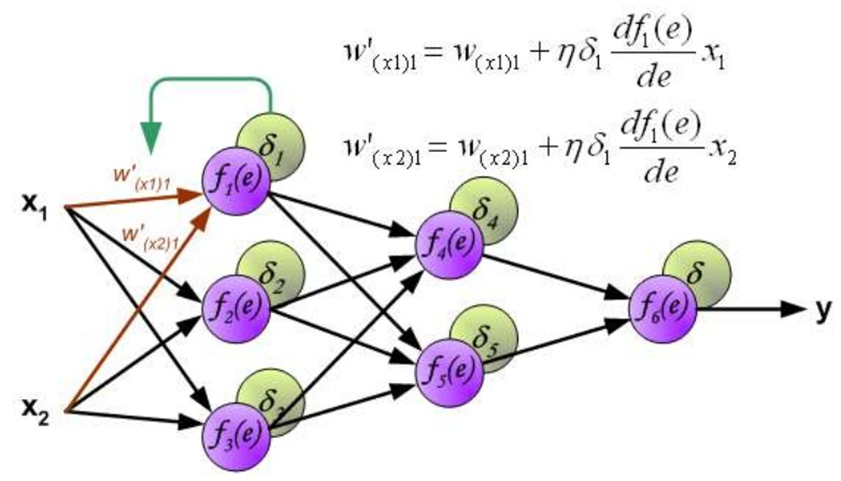 w'(x1)1 = w(x1)1 + ηδ1 df1(e)/de x1
w'(x2)1 = w(x2)1 + ηδ1 df1(e)/de x2
δ1
f1(e)
w'(x1)1
x1
w'(x2)1
δ4
f4(e)
δ2
f2(e)
δ
f6(e)
y
δ5
f5(e)
δ3
f3(e)
x2